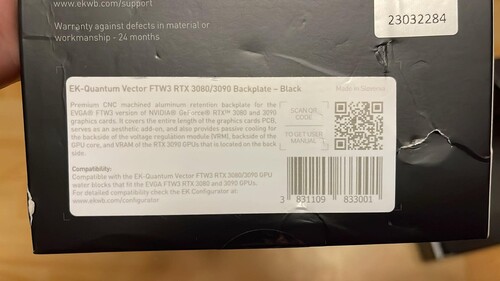 www.ekwb.com/support
23032284
Warranty against defects in material or
workmanship - 24 months
EK-Quantum Vector FTW3 RTX 3080/3090 Backplate – Black
Made in Slovenia
Premium CNC machined aluminum retention backplate for the
EVGA® FTW3 version of NVIDIA® GeForce® RTX™ 3080 and 3090
graphics cards. It covers the entire length of the graphics cards PCB,
serves as an aesthetic add-on, and also provides passive cooling for
the backside of the voltage regulation module (VRM), backside of the
GPU core, and VRAM of the RTX 3090 GPUs that is located on the back
side.
SCAN QR
CODE
TO GET USER
MANUAL
Compatibility:
Compatible with the EK-Quantum Vector FTW3 RTX 3080/3090 GPU
water blocks that fit the EVGA FTW3 RTX 3080 and 3090 GPUs.
For detailed compatibility check the EK Configurator at
www.ekwb.com/configurator
3 831109 833001